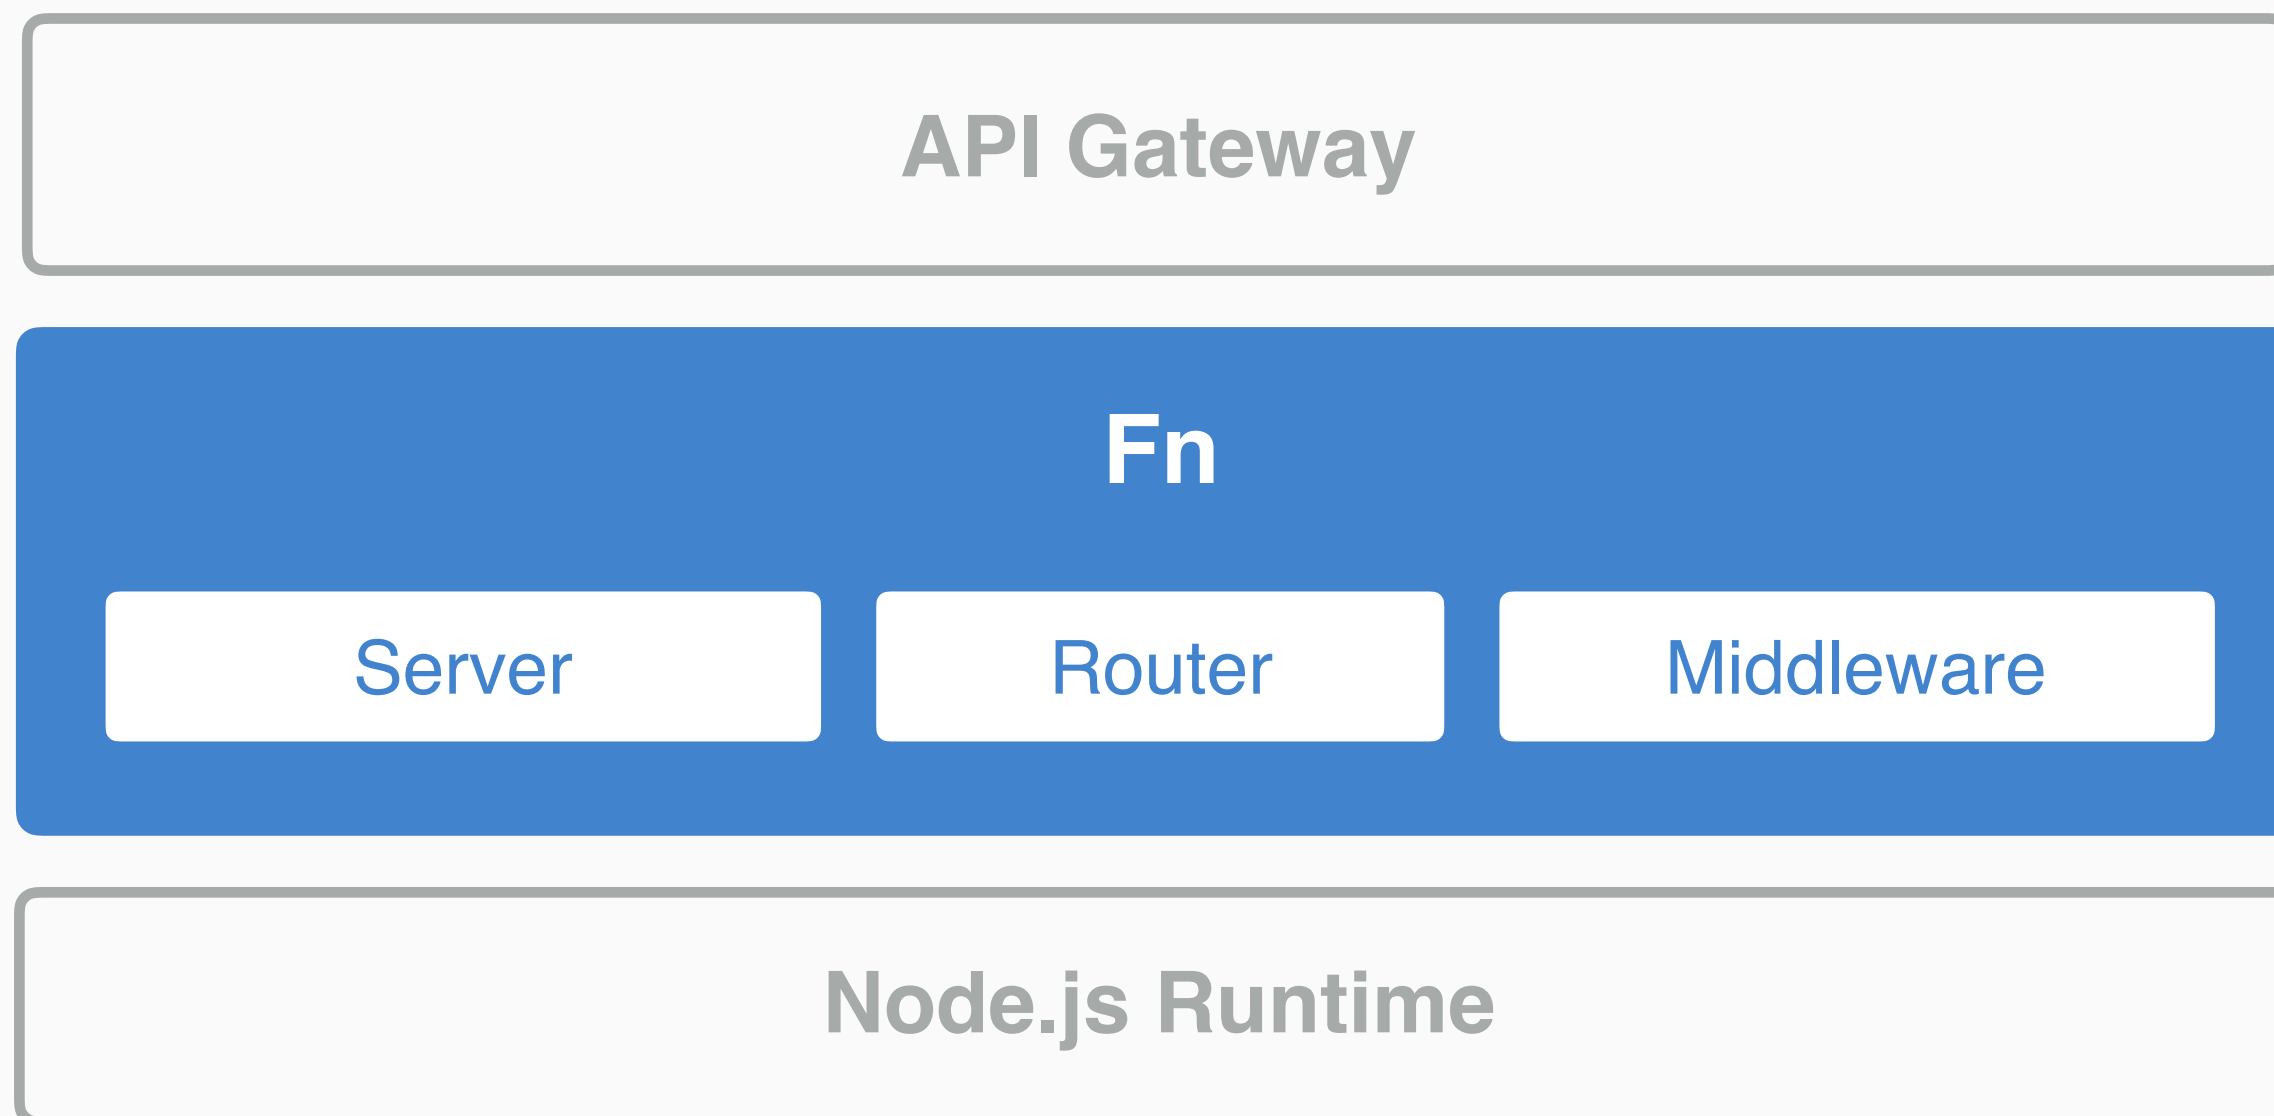 API Gateway
Fn
Server
Router
Middleware
Node.js Runtime